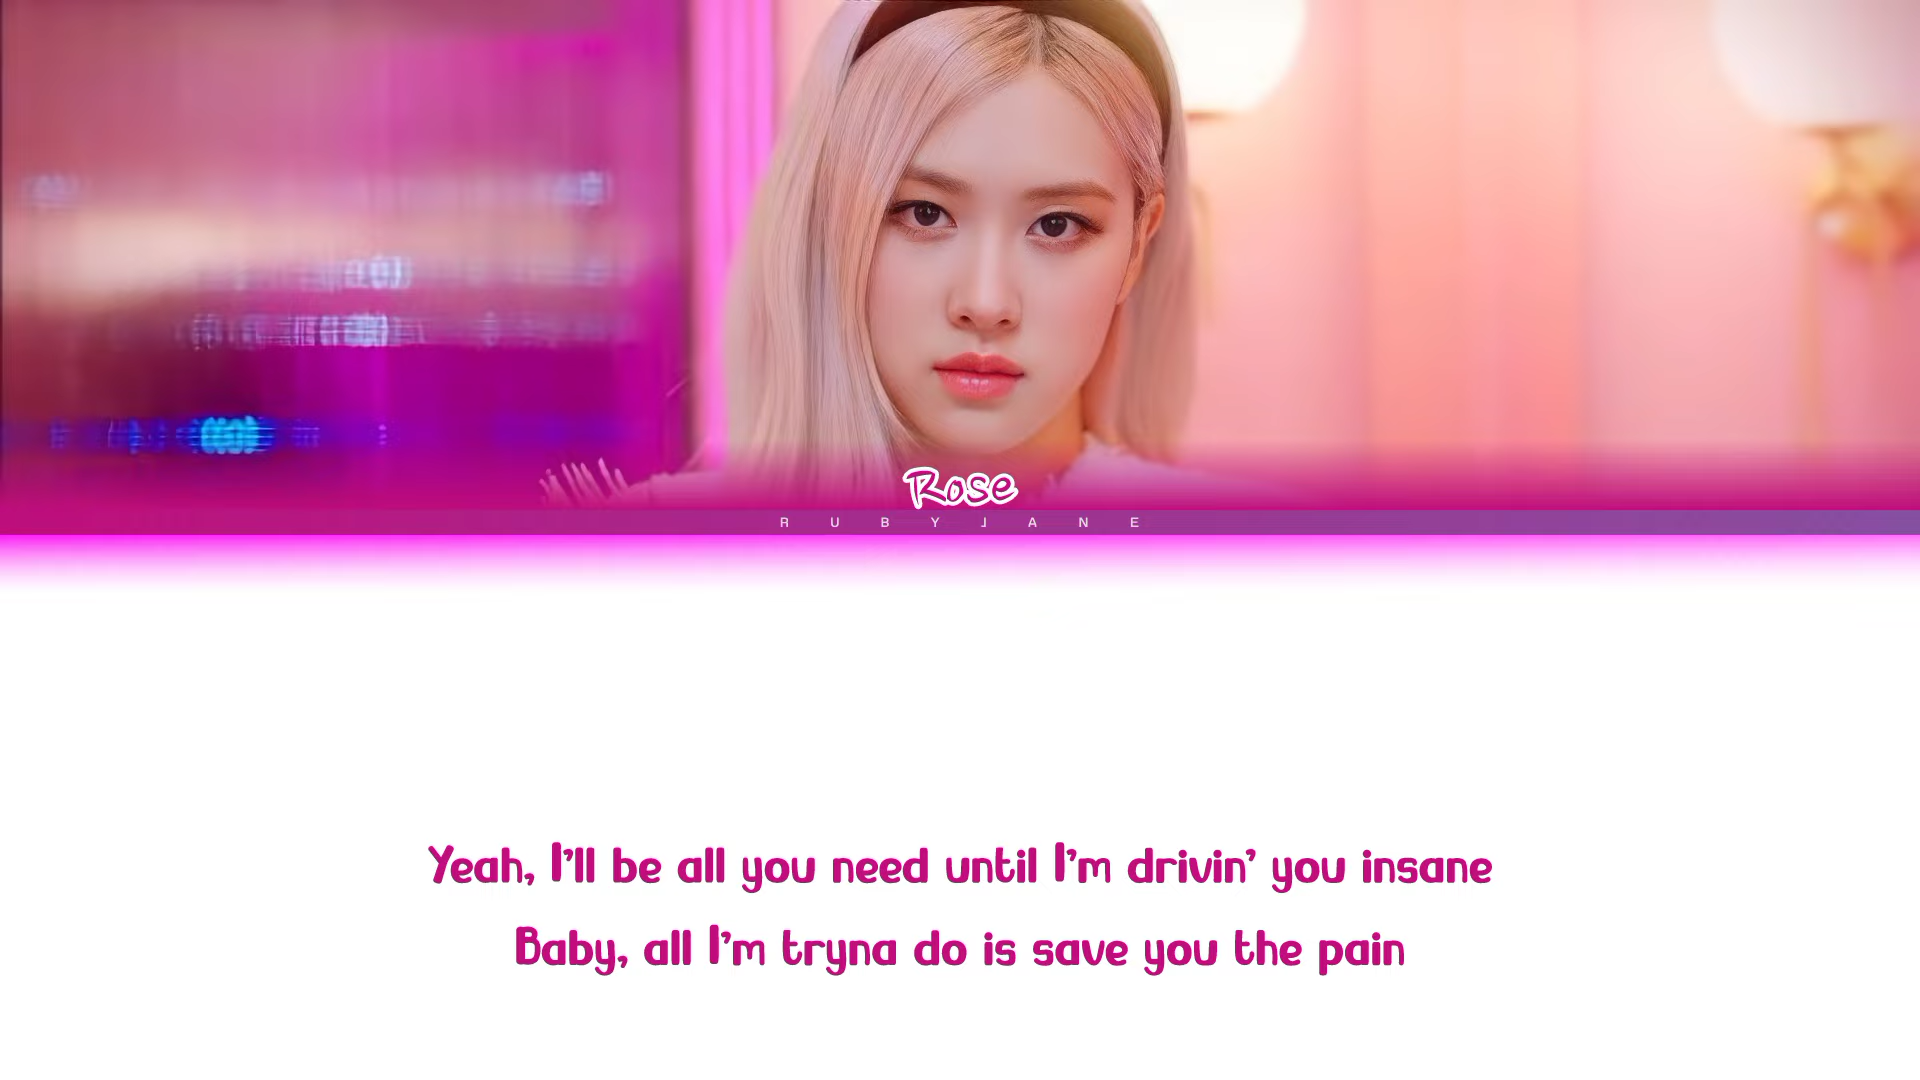 Rose
RUBYJANE
Yeah, I'll be all you need until I'm drivin' you insane
Baby, all I'm tryna do is save you the pain